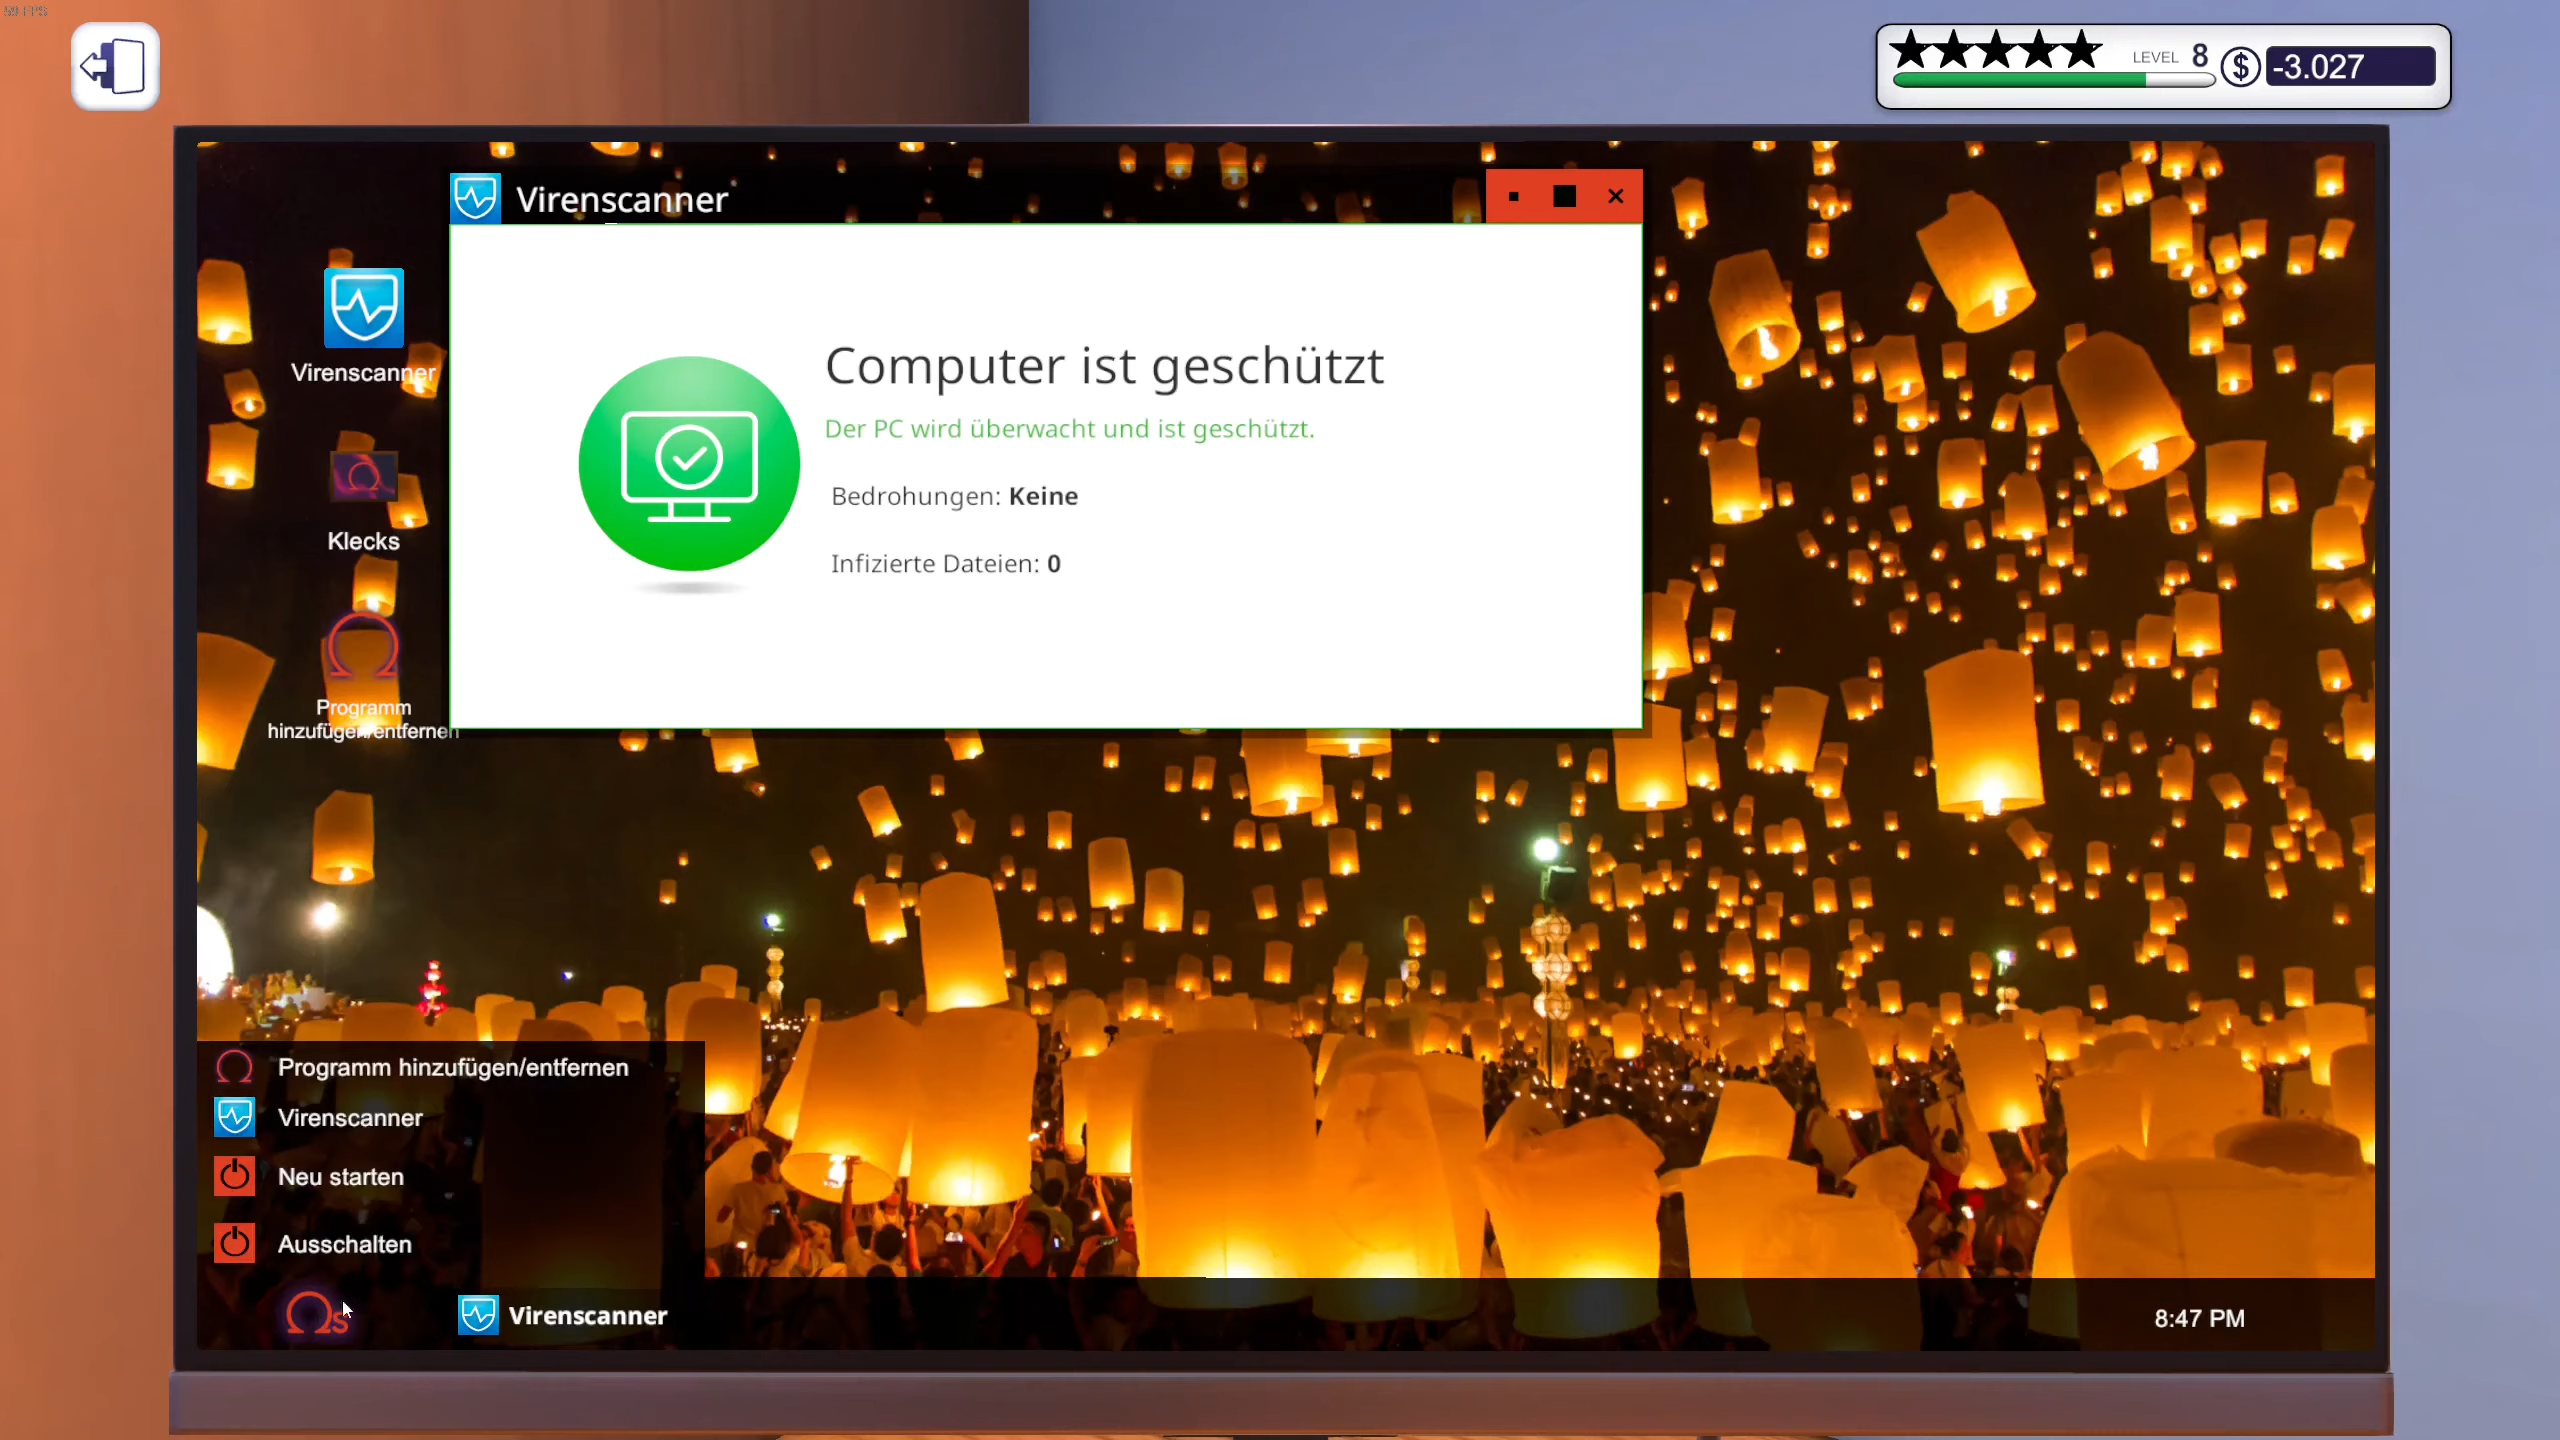 LEVEL 8
-3.027
Virenscanner
Computer ist geschützt
Der PC wird überwacht und ist geschützt.
Bedrohungen: Keine
Infizierte Dateien: 0
Virenscanner
Klecks
Programm
hinzufügen/entfernen
Programm hinzufügen/entfernen
Virenscanner
Neu starten
Ausschalten
Ωs
Virenscanner
8:47 PM